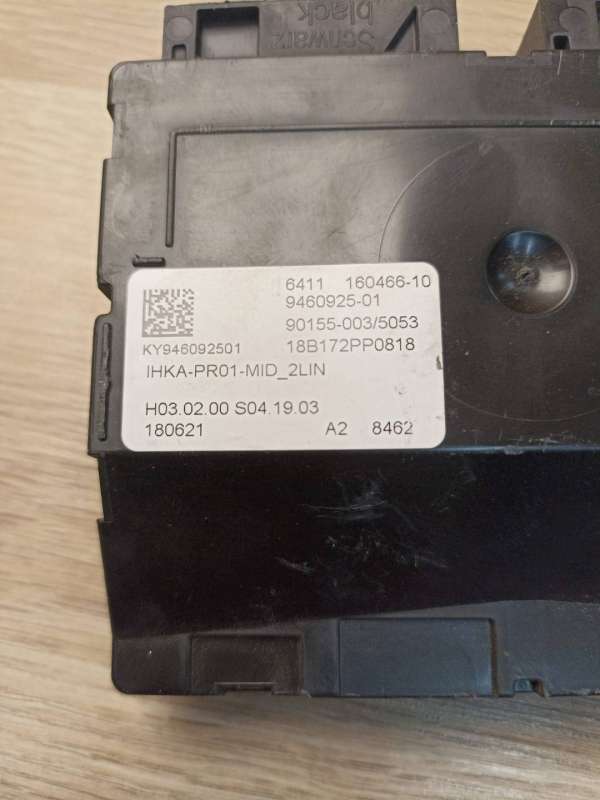 Schwarz
black
6411 160466-10
9460925-01
90155-003/5053
KY946092501 18B172PP0818
IHKA-PR01-MID_2LIN
H03.02.00 S04.19.03
180621 A2 8462